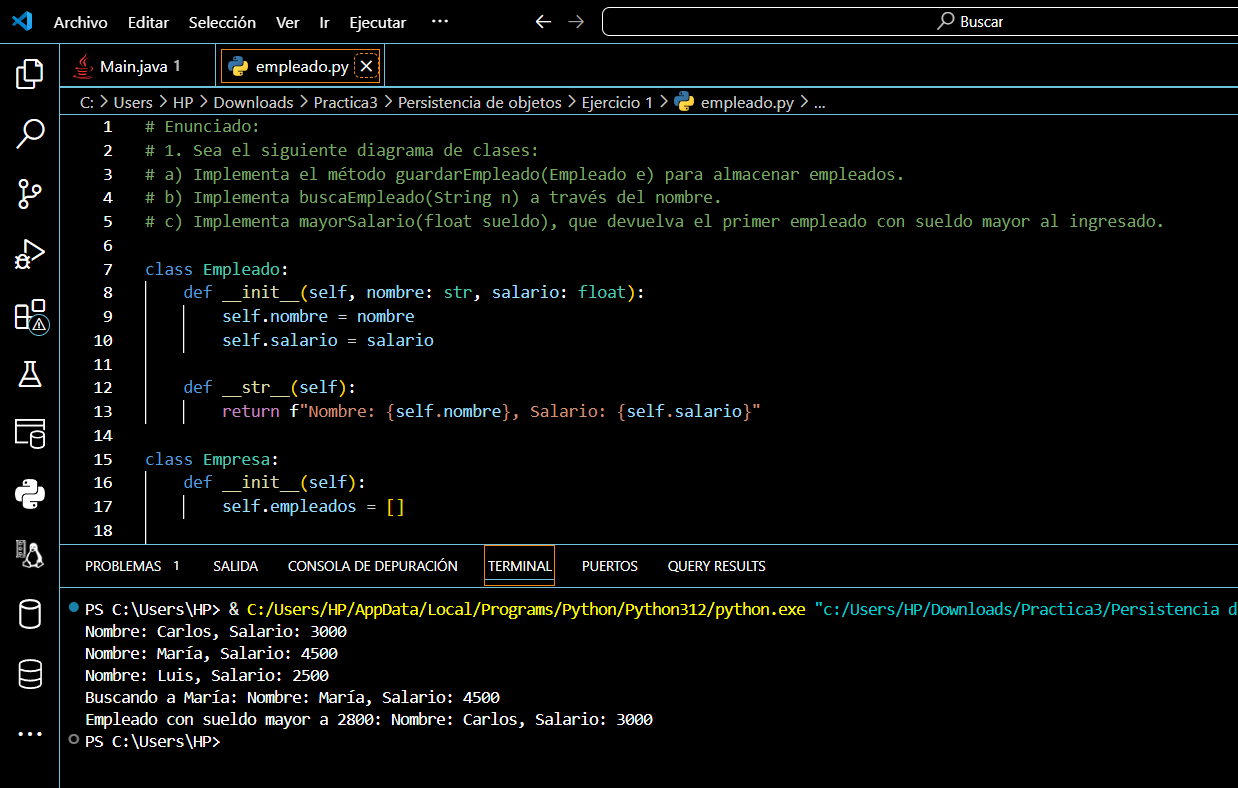 Archivo Editar Selección Ver Ir Ejecutar ... Buscar
Main.java 1 empleado.py
C: > Users > HP > Downloads > Practica3 > Persistencia de objetos > Ejercicio 1 > empleado.py > ...
1 # Enunciado:
2 # 1. Sea el siguiente diagrama de clases:
3 # a) Implementa el método guardarEmpleado(Empleado e) para almacenar empleados.
4 # b) Implementa buscaEmpleado(String n) a través del nombre.
5 # c) Implementa mayorSalario(float sueldo), que devuelva el primer empleado con sueldo mayor al ingresado.
6
7 class Empleado:
8 def __init__(self, nombre: str, salario: float):
9 self.nombre = nombre
10 self.salario = salario
11
12 def __str__(self):
13 return f"Nombre: {self.nombre}, Salario: {self.salario}"
14
15 class Empresa:
16 def __init__(self):
17 self.empleados = []
18
PROBLEMAS 1 SALIDA CONSOLA DE DEPURACIÓN TERMINAL PUERTOS QUERY RESULTS
PS C:\Users\HP> & C:/Users/HP/AppData/Local/Programs/Python/Python312/python.exe "c:/Users/HP/Downloads/Practica3/Persistencia d
Nombre: Carlos, Salario: 3000
Nombre: María, Salario: 4500
Nombre: Luis, Salario: 2500
Buscando a María: Nombre: María, Salario: 4500
Empleado con sueldo mayor a 2800: Nombre: Carlos, Salario: 3000
PS C:\Users\HP>